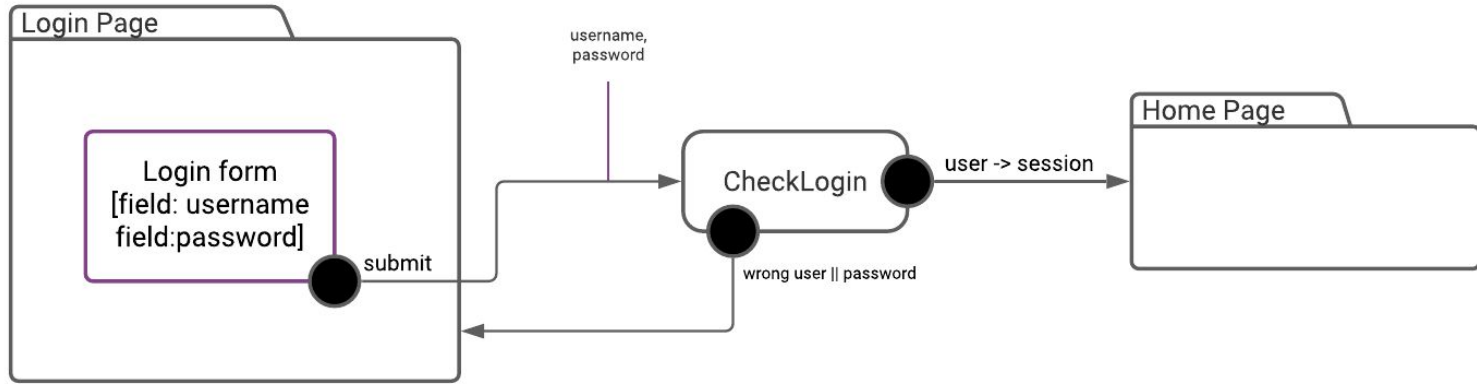 Login Page
username,
password
Home Page
Login form
[field: username
field:password]
CheckLogin
user -> session
submit
wrong user || password